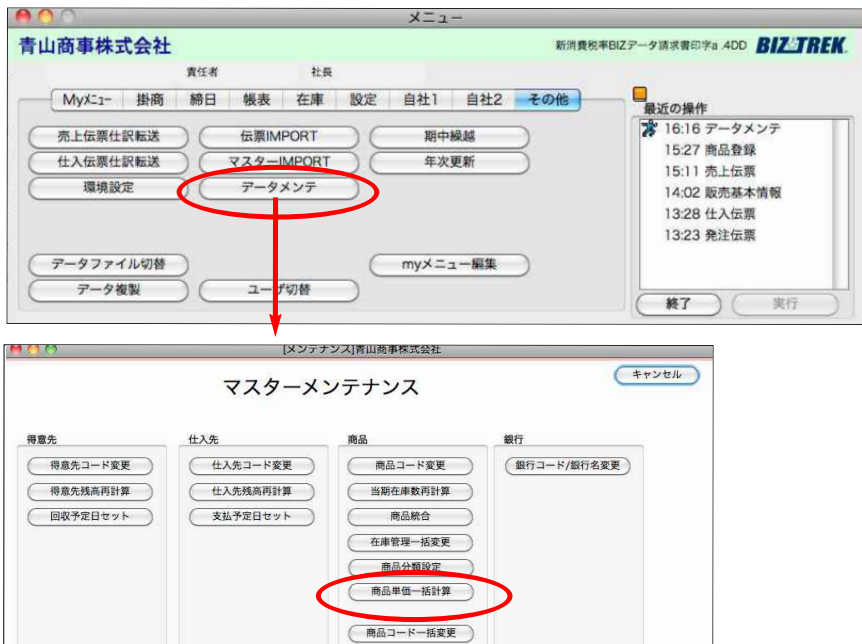 メニュー
青山商事株式会社
新消費税率BIZデータ請求書印字a .4DD BIZ TREK
責任者 社長
Myメニュー 掛商 締日 帳表 在庫 設定 自社1 自社2 その他
売上伝票仕訳転送 伝票IMPORT 期中繰越
仕入伝票仕訳転送 マスターIMPORT 年次更新
環境設定 データメンテ
データファイル切替 myメニュー編集
データ複製 ユーザ切替
最近の操作
16:16 データメンテ
15:27 商品登録
15:11 売上伝票
14:02 販売基本情報
13:28 仕入伝票
13:23 発注伝票
終了 実行
[メンテナンス]青山商事株式会社
マスターメンテナンス
キャンセル
得意先 仕入先 商品 銀行
得意先コード変更 仕入先コード変更 商品コード変更 銀行コード/銀行名変更
得意先残高再計算 仕入先残高再計算 当期在庫数再計算
回収予定日セット 支払予定日セット 商品統合
在庫管理一括変更
商品分類設定
商品単価一括計算
商品コード一括変更